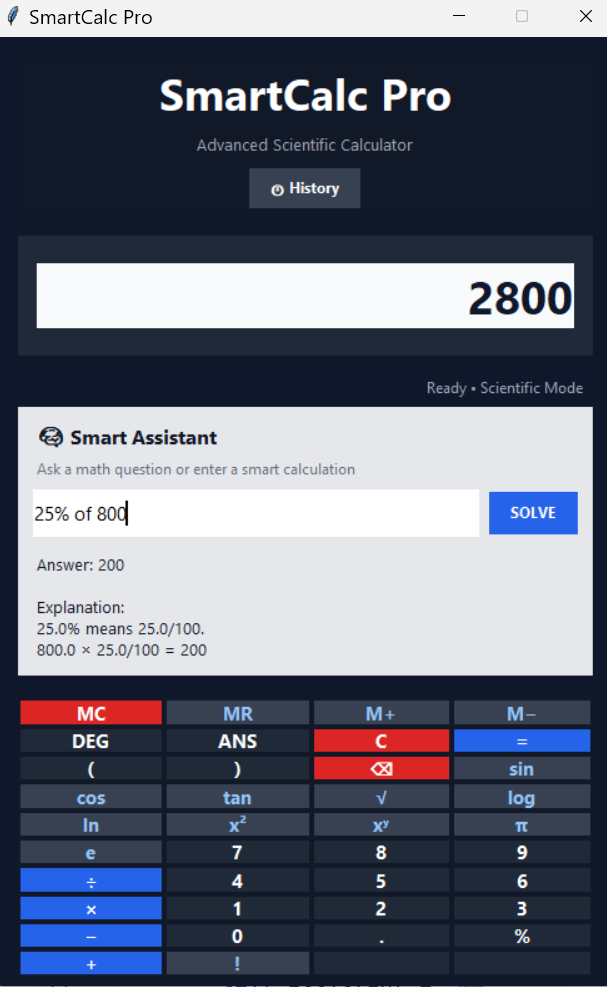 SmartCalc Pro
SmartCalc Pro
Advanced Scientific Calculator
History
2800
Ready • Scientific Mode
Smart Assistant
Ask a math question or enter a smart calculation
25% of 800
SOLVE
Answer: 200
Explanation:
25.0% means 25.0/100.
800.0 × 25.0/100 = 200
MC MR M+ M−
DEG ANS C =
( ) ⌫ sin
cos tan √ log
ln x² xʸ π
e 7 8 9
÷ 4 5 6
× 1 2 3
− 0 . %
+ !